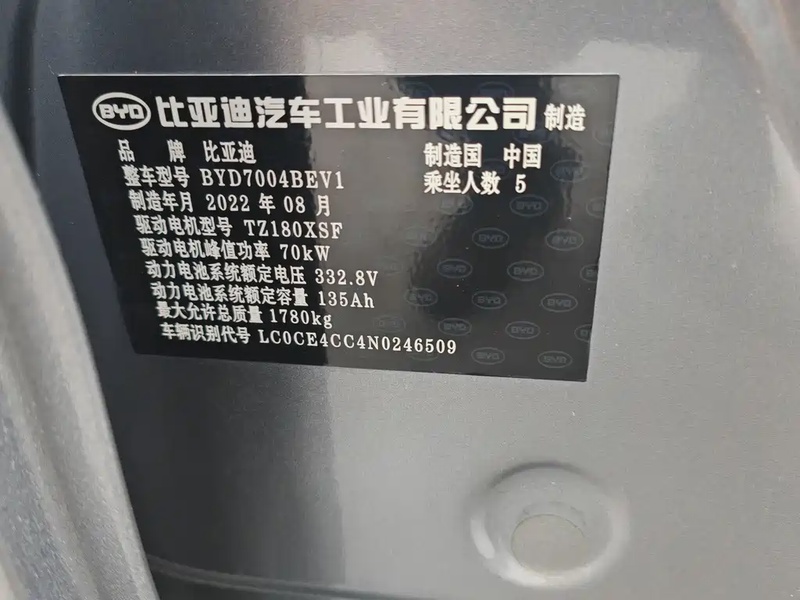 BYD 比亚迪汽车工业有限公司 制造
品 牌 比亚迪 制造国 中国
整车型号 BYD7004BEV1 乘坐人数 5
制造年月 2022 年 08 月
驱动电机型号 TZ180XSF
驱动电机峰值功率 70kW
动力电池系统额定电压 332.8V
动力电池系统额定容量 135Ah
最大允许总质量 1780kg
车辆识别代号 LC0CE4CC4N0246509